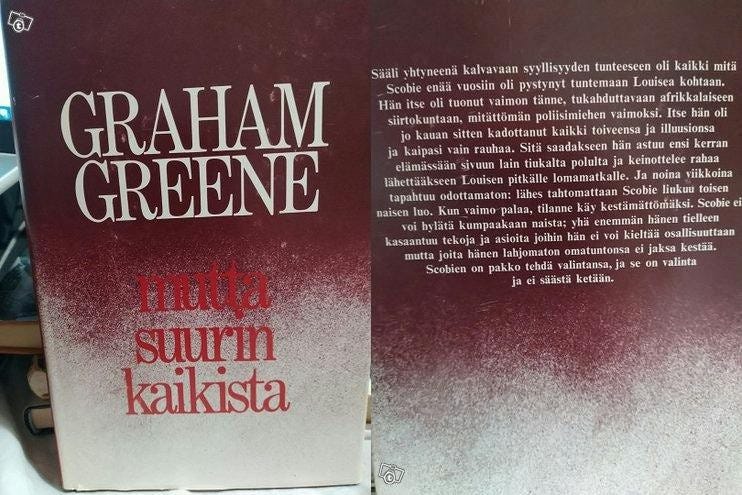 GRAHAM
GREENE
mutta
suurin
kaikista
Sääli yhtyneenä kalvavaan syyllisyyden tunteeseen oli kaikki mitä
Scobie enää vuosiin oli pystynyt tuntemaan Louisea kohtaan.
Hän itse oli tuonut vaimon tänne, tukahduttavaan afrikkalaiseen
siirtokuntaan, mitättömän poliisimiehen vaimoksi. Itse hän oli
jo kauan sitten kadottanut kaikki toiveensa ja illuusionsa
ja kaipasi vain rauhaa. Sitä saadakseen hän astuu ensi kerran
elämässään sivuun lain tiukalta polulta ja keinottelee rahaa
lähettääkseen Louisen pitkälle lomamatkalle. Ja noina viikkoina
tapahtuu odottamaton: lähes tahtomattaan Scobie liukuu toisen
naisen luo. Kun vaimo palaa, tilanne käy kestämättömäksi. Scobie ei
voi hylätä kumpaakaan naista; yhä enemmän hänen tielleen
kasaantuu tekoja ja asioita joihin hän ei voi kieltää osallisuuttaan
mutta joita hänen lahjomaton omatuntonsa ei jaksa kestää.
Scobien on pakko tehdä valintansa, ja se on valinta
ja ei säästä ketään.